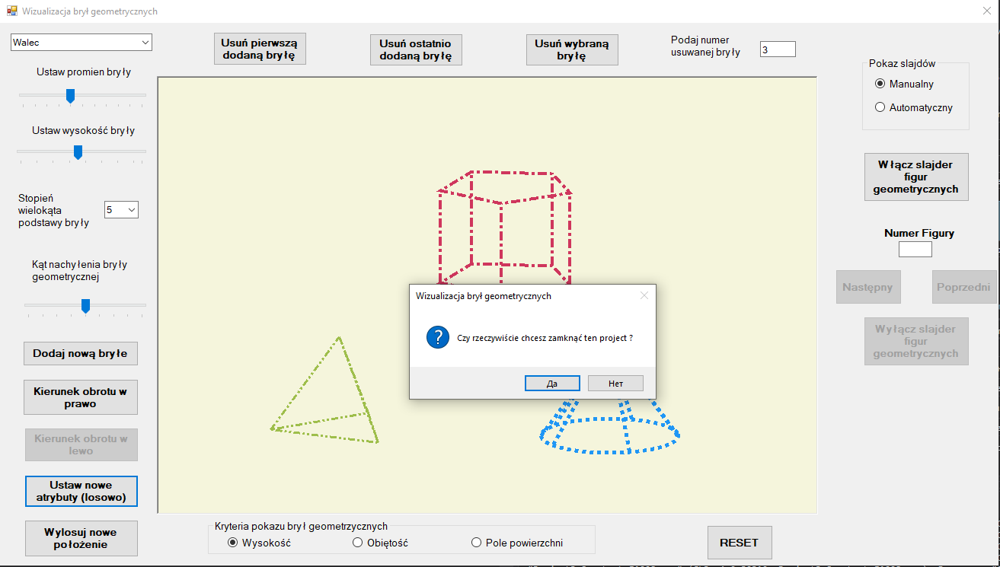 Wizualizacja brył geometrycznych
Walec
Usuń pierwszą
dodaną bryłę
Usuń ostatnio
dodaną bryłę
Usuń wybraną
bryłę
Podaj numer
usuwanej bryły
3
Ustaw promien bryły
Ustaw wysokość bryły
Stopień
wielokąta
podstawy bryły
5
Kąt nachylenia bryły
geometrycznej
Dodaj nową bryłe
Kierunek obrotu w
prawo
Kierunek obrotu w
lewo
Ustaw nowe
atrybuty (losowo)
Wylosuj nowe
położenie
Wizualizacja brył geometrycznych
Czy rzeczywiście chcesz zamknąć ten project ?
Да
Нет
Kryteria pokazu brył geometrzycznych
Wysokość
Objętość
Pole powierzchni
RESET
Pokaz slajdów
Manualny
Automatyczny
Włącz slajder
figur
geometrycznych
Numer Figury
Następny
Poprzedni
Wyłącz slajder
figur
geometrycznych